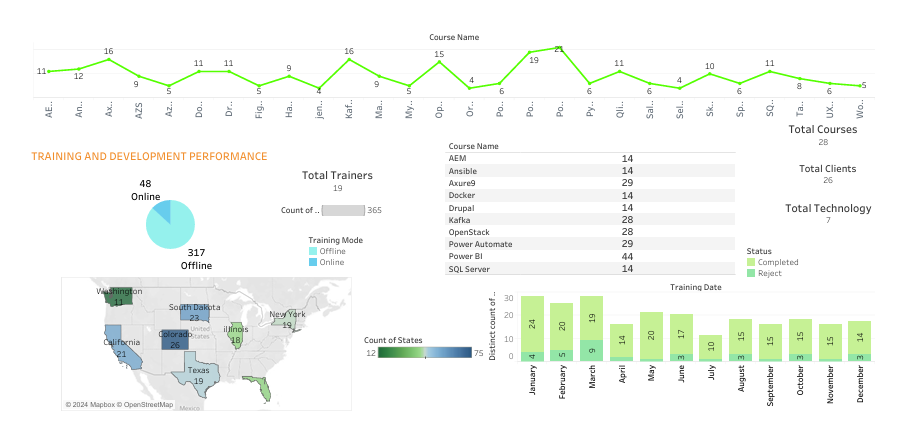 Course Name
11 12 16 9 5 11 11 5 9 4 16 9 5 15 4 6 19 21 6 11 6 4 10 6 11 8 6 5
AE.. An.. Ax.. AZS Az.. Do.. Dr.. Fig.. Ha.. jen.. Kaf.. Ma.. My.. Op.. Or.. Po.. Po.. Po.. Py.. Qli.. Sal.. Sel.. Sk.. Sp.. SQ.. Ta.. UX.. Wo..
TRAINING AND DEVELOPMENT PERFORMANCE
48
Online
317
Offline
Total Trainers
19
Count of .. 365
Training Mode
Offline
Online
Course Name
AEM 14
Ansible 14
Axure9 29
Docker 14
Drupal 14
Kafka 28
OpenStack 28
Power Automate 29
Power BI 44
SQL Server 14
Total Courses
28
Total Clients
26
Total Technology
7
Status
Completed
Reject
Washington
11
South Dakota
23
New York
19
United
States
Colorado
26
illinois
18
California
21
Texas
19
Mexico
© 2024 Mapbox © OpenStreetMap
Count of States
12 75
Training Date
Distinct count of ..
30
20
10
0
24 20 19 14 20 17 10 15 15 15 15 14
4 5 9 3 3 3 3
January February March April May June July August September October November December